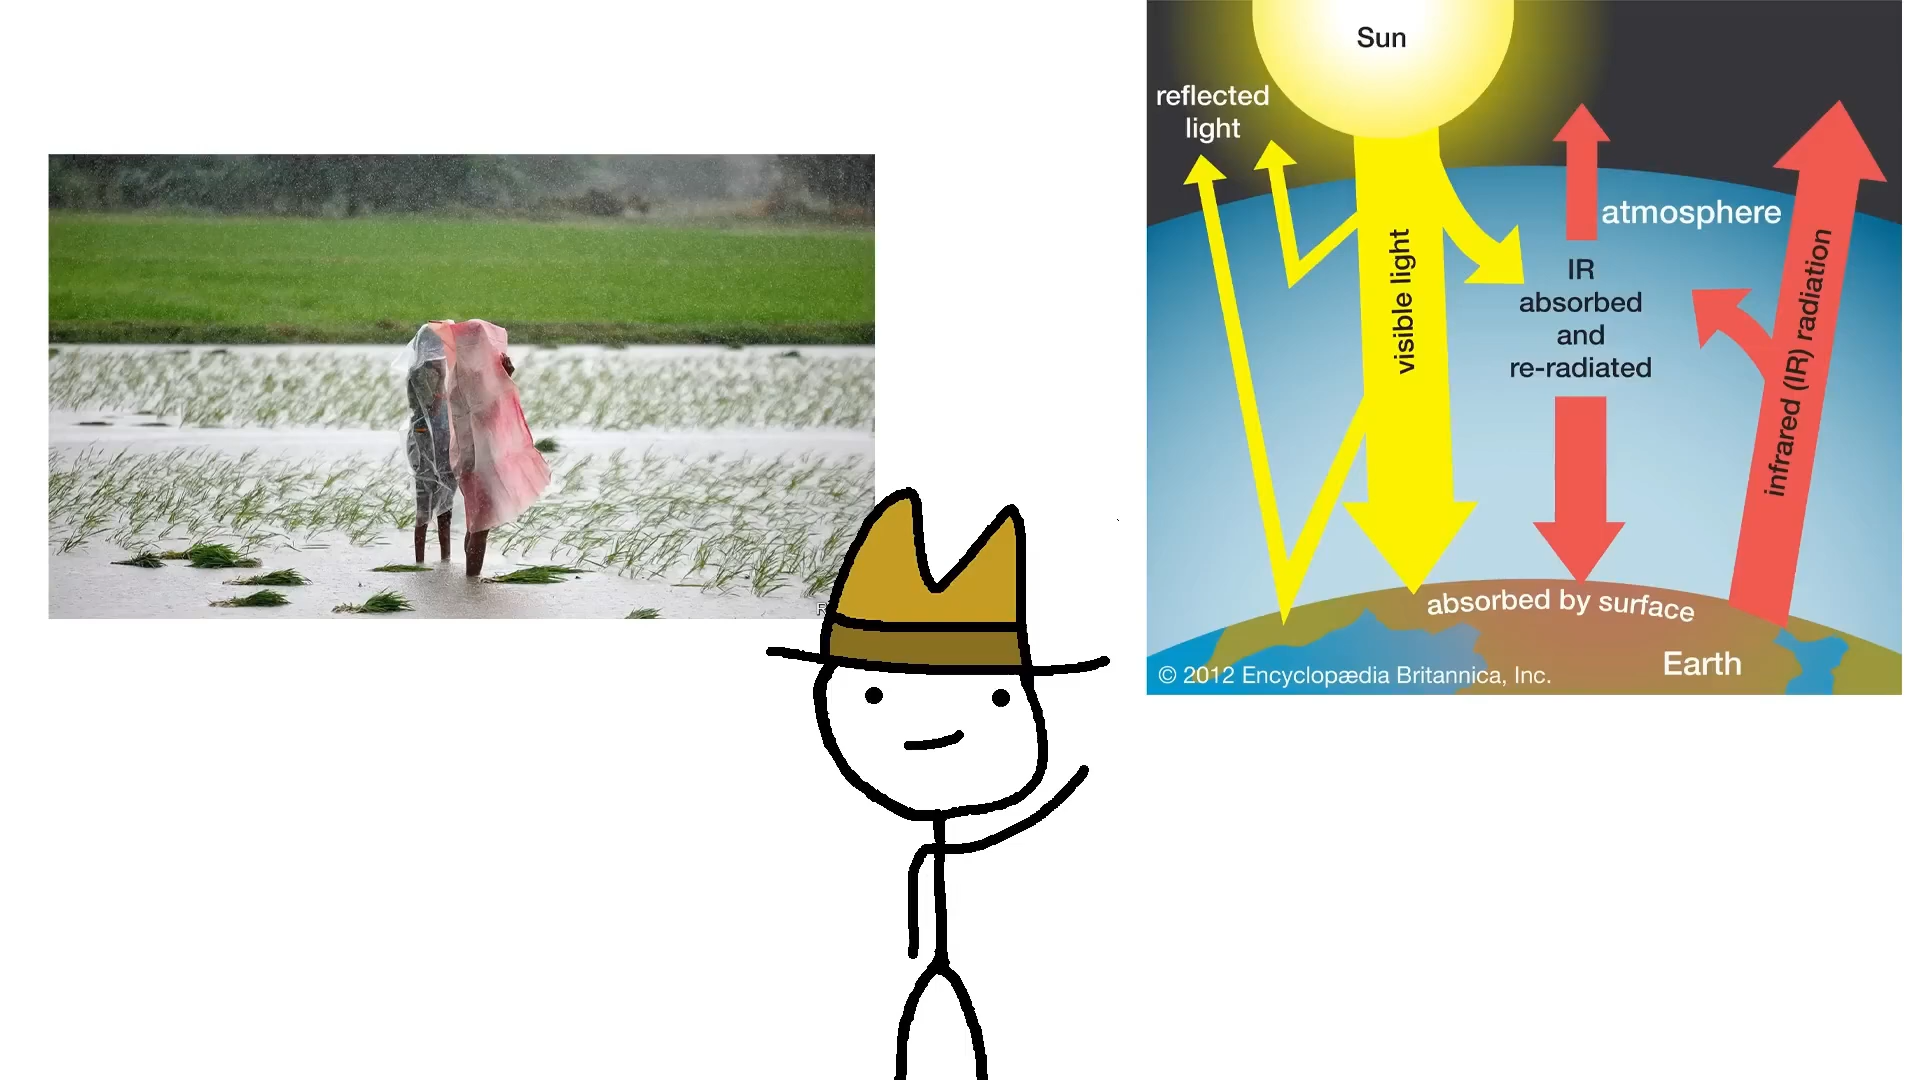 Sun
reflected
light
atmosphere
visible light
IR
absorbed
and
re-radiated
infrared (IR) radiation
absorbed by surface
Earth
© 2012 Encyclopædia Britannica, Inc.